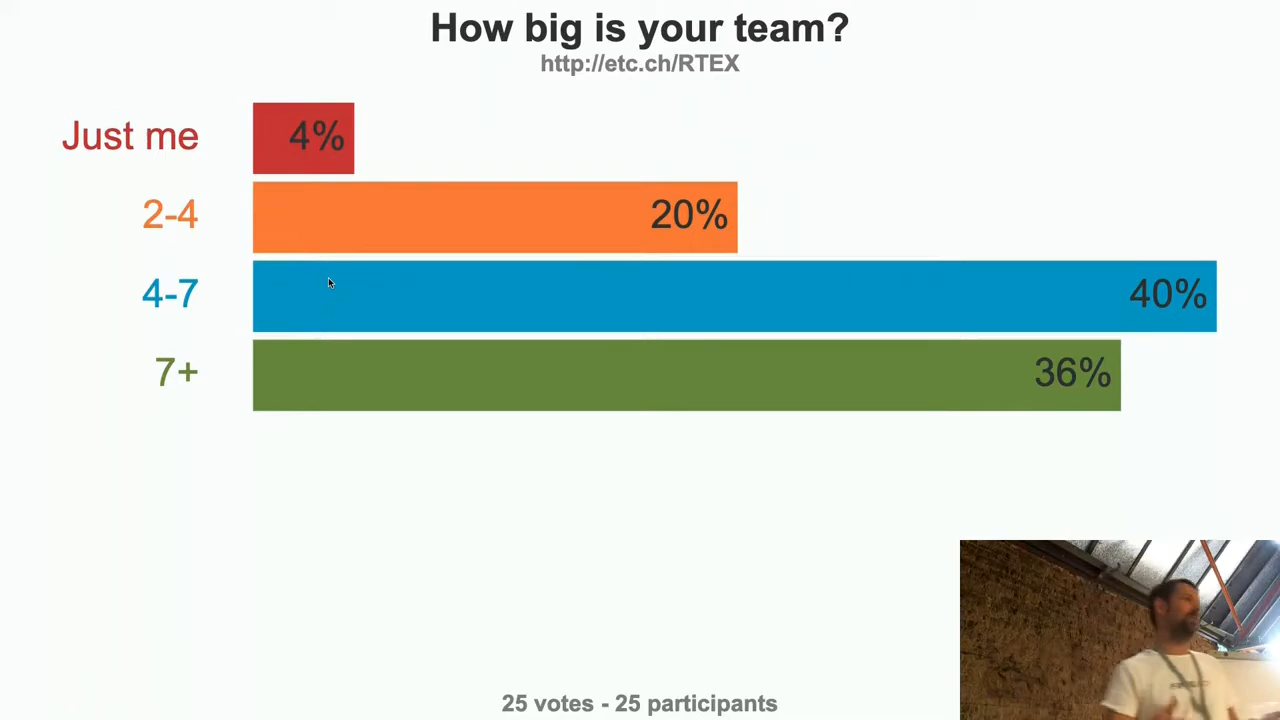 How big is your team?
http://etc.ch/RTEX
Just me 4%
2-4 20%
4-7 40%
7+ 36%
25 votes - 25 participants